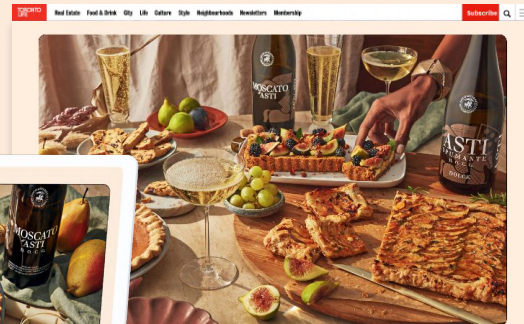 TORONTO
LIFE
Real Estate Food & Drink City Life Culture Style Neighbourhoods Newsletters Membership
Subscribe
MOSCATO
D'ASTI
ASTI
DOLCE
MOSCATO
D'ASTI
D.O.C.G.